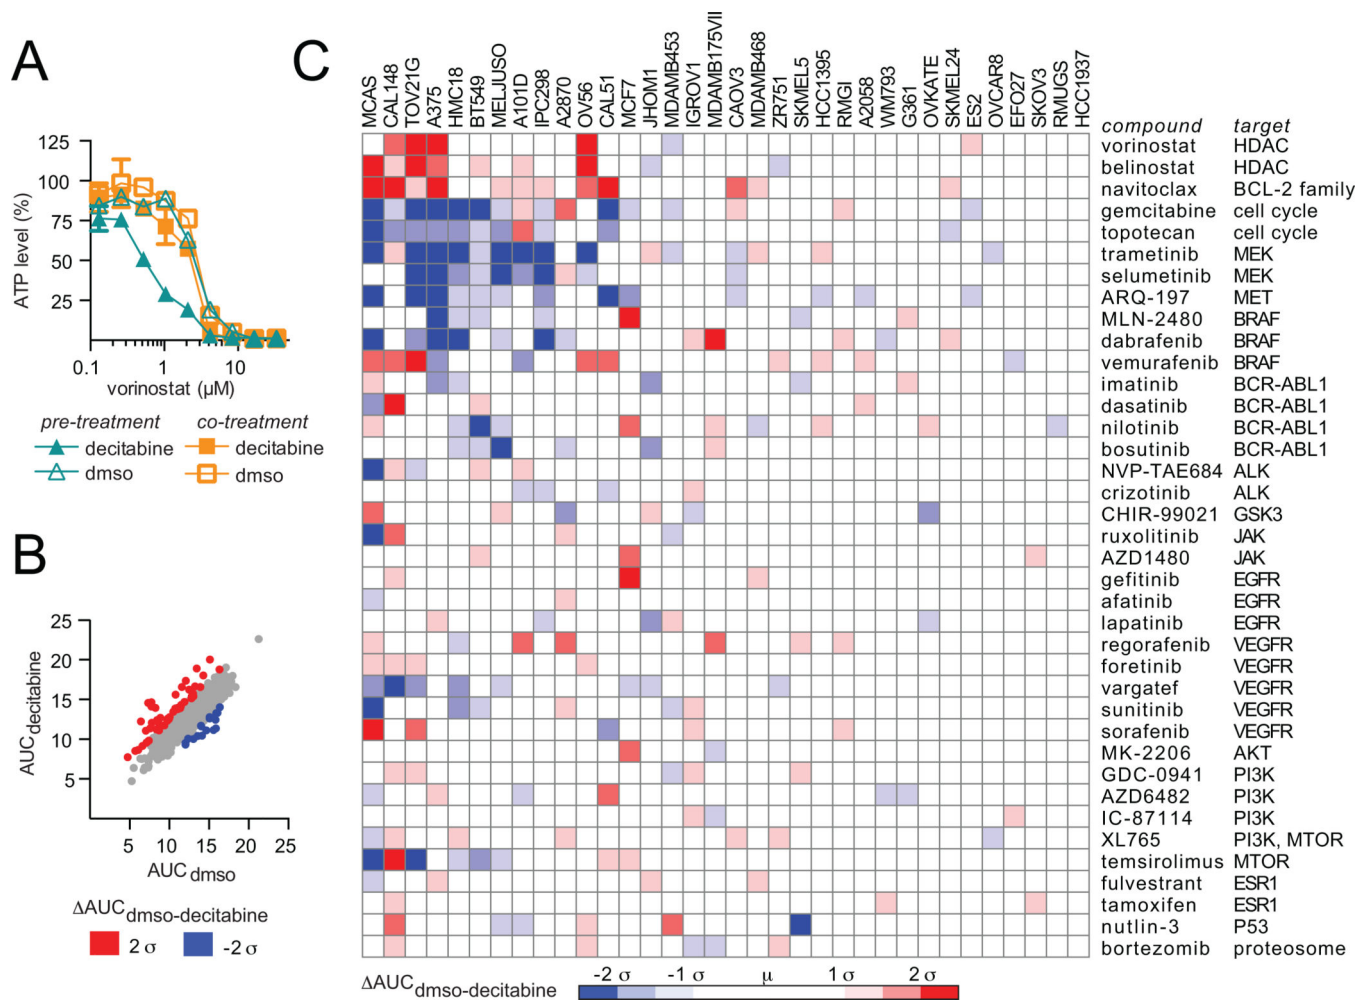 A
125
100
75
50
25
ATP level (%)
0.1
1
10
vorinostat (µM)
pre-treatment
co-treatment
decitabine
decitabine
dmso
dmso
B
25
20
15
10
5
AUC decitabine
5
10
15
20
25
AUC dmso
ΔAUC dmso-decitabine
2 σ
-2 σ
C
MCAS
CAL148
TOV21G
A375
HMC18
BT549
MELJUSO
A101D
IPC298
A2870
OV56
CAL51
MCF7
JHOM1
MDAMB453
IGROV1
MDAMB175VII
CAOV3
MDAMB468
ZR751
SKMEL5
HCC1395
RMGI
A2058
WM793
G361
OVKATE
SKMEL24
ES2
OVCAR8
EFO27
SKOV3
RMUGS
HCC1937
compound target
vorinostat HDAC
belinostat HDAC
navitoclax BCL-2 family
gemcitabine cell cycle
topotecan cell cycle
trametinib MEK
selumetinib MEK
ARQ-197 MET
MLN-2480 BRAF
dabrafenib BRAF
vemurafenib BRAF
imatinib BCR-ABL1
dasatinib BCR-ABL1
nilotinib BCR-ABL1
bosutinib BCR-ABL1
NVP-TAE684 ALK
crizotinib ALK
CHIR-99021 GSK3
ruxolitinib JAK
AZD1480 JAK
gefitinib EGFR
afatinib EGFR
lapatinib EGFR
regorafenib VEGFR
foretinib VEGFR
vargatef VEGFR
sunitinib VEGFR
sorafenib VEGFR
MK-2206 AKT
GDC-0941 PI3K
AZD6482 PI3K
IC-87114 PI3K
XL765 PI3K, MTOR
temsirolimus MTOR
fulvestrant ESR1
tamoxifen ESR1
nutlin-3 P53
bortezomib proteosome
ΔAUC dmso-decitabine
-2 σ
-1 σ
µ
1 σ
2 σ